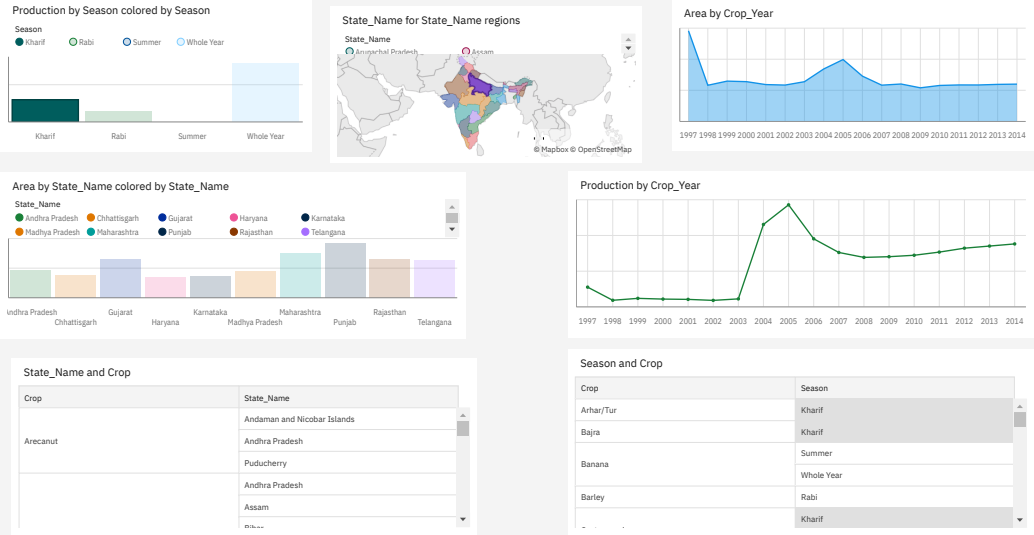 Production by Season colored by Season
Season
Kharif Rabi Summer Whole Year
Kharif Rabi Summer Whole Year
State_Name for State_Name regions
State_Name
Arunachal Pradesh Assam
© Mapbox © OpenStreetMap
Area by Crop_Year
1997 1998 1999 2000 2001 2002 2003 2004 2005 2006 2007 2008 2009 2010 2011 2012 2013 2014
Area by State_Name colored by State_Name
State_Name
Andhra Pradesh Chhattisgarh Gujarat Haryana Karnataka
Madhya Pradesh Maharashtra Punjab Rajasthan Telangana
Andhra Pradesh Gujarat Karnataka Maharashtra Rajasthan
Chhattisgarh Haryana Madhya Pradesh Punjab Telangana
Production by Crop_Year
1997 1998 1999 2000 2001 2002 2003 2004 2005 2006 2007 2008 2009 2010 2011 2012 2013 2014
State_Name and Crop
Crop State_Name
Andaman and Nicobar Islands
Arecanut Andhra Pradesh
Puducherry
Andhra Pradesh
Assam
Bihar
Season and Crop
Crop Season
Arhar/Tur Kharif
Bajra Kharif
Banana Summer
Whole Year
Barley Rabi
Kharif